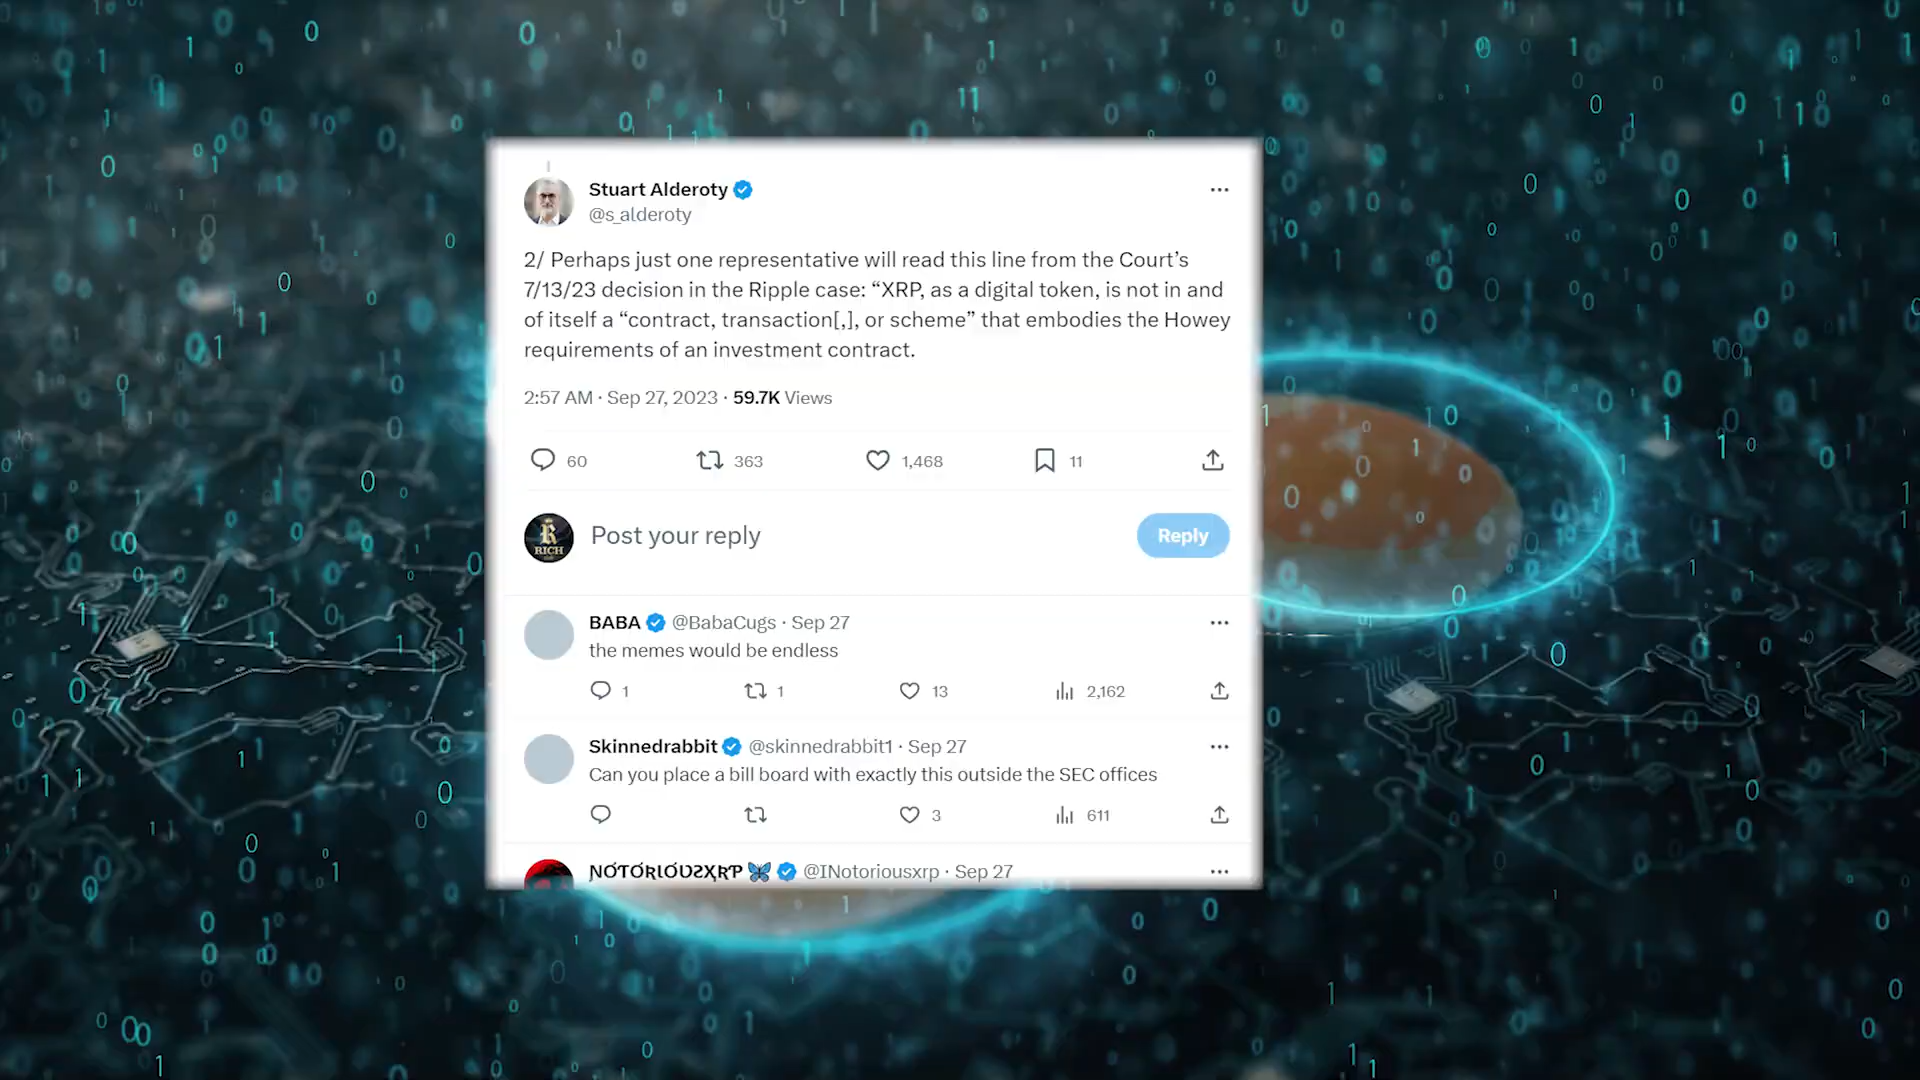 Stuart Alderoty
@s_alderoty
2/ Perhaps just one representative will read this line from the Court’s
7/13/23 decision in the Ripple case: “XRP, as a digital token, is not in and
of itself a “contract, transaction[,], or scheme” that embodies the Howey
requirements of an investment contract.
2:57 AM · Sep 27, 2023 · 59.7K Views
60 363 1,468 11
RICH
Post your reply Reply
BABA @BabaCugs · Sep 27
the memes would be endless
1 1 13 2,162
Skinnedrabbit @skinnedrabbit1 · Sep 27
Can you place a bill board with exactly this outside the SEC offices
3 611
@INotoriousxrp · Sep 27